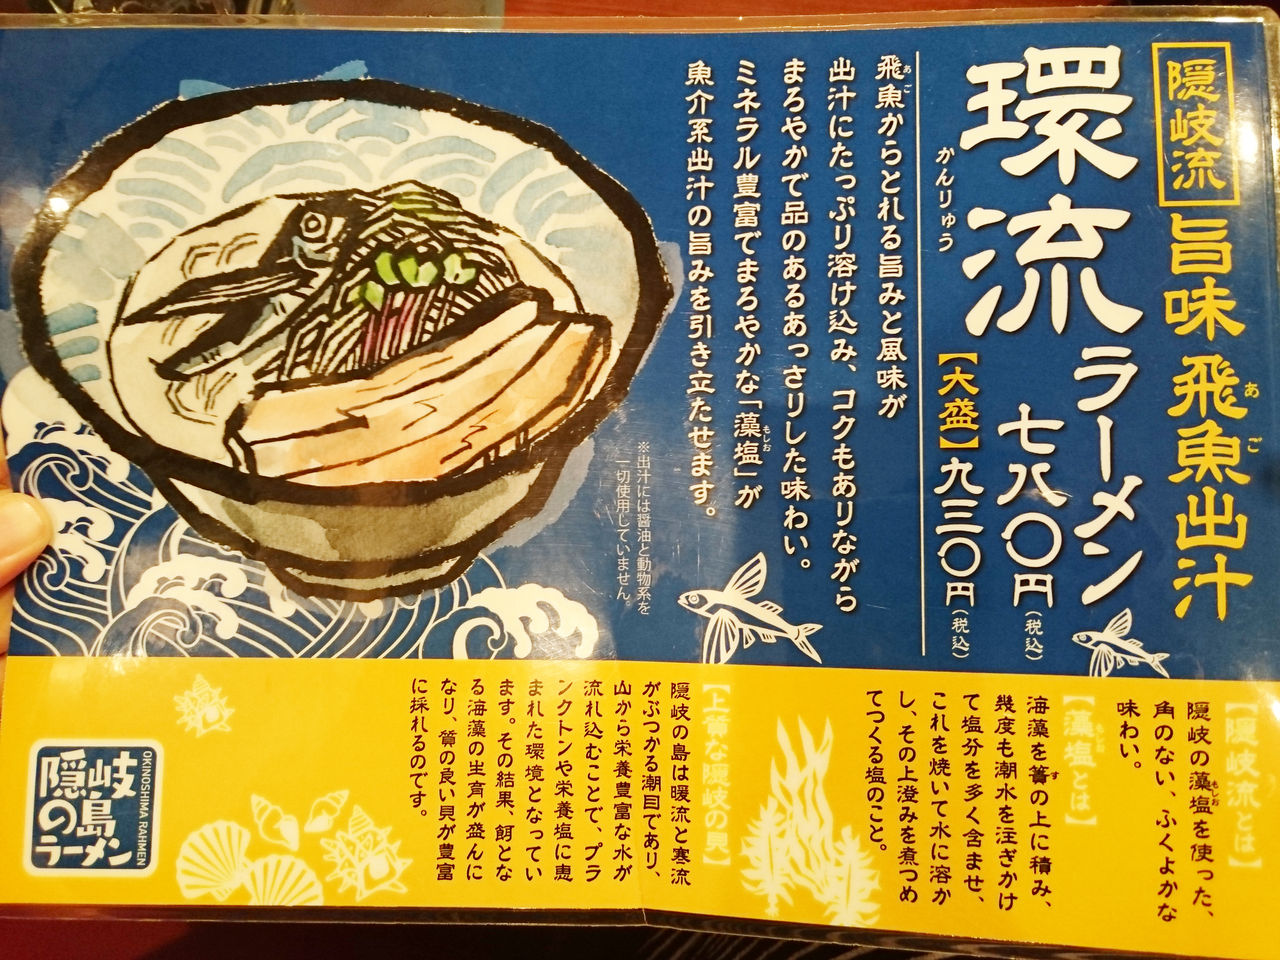 隠岐流
旨味 飛魚出汁
あご
環流ラーメン
かんりゅう
七八〇円(税込)
【大盛】九三〇円(税込)
飛魚からとれる旨みと風味が
あご
出汁にたっぷり溶け込み、コクもありながら
まろやかで品のあるあっさりした味わい。
ミネラル豊富でまろやかな「藻塩」が
もしお
魚介系出汁の旨みを引き立たせます。
※出汁には醤油と動物系を
一切使用していません。
【隠岐流とは】
隠岐の藻塩を使った、
もしお
角のない、ふくよかな
味わい。
【藻塩とは】
もしお
海藻を簀の上に積み、
す
幾度も潮水を注ぎかけ
て塩分を多く含ませ、
これを焼いて水に溶か
し、その上澄みを煮つめ
てつくる塩のこと。
【上質な隠岐の貝】
隠岐の島は暖流と寒流
がぶつかる潮目であり、
山から栄養豊富な水が
流れ込むことで、プラ
ンクトンや栄養塩に恵
まれた環境となってい
ます。その結果、餌とな
る海藻の生育が盛んに
なり、質の良い貝が豊富
に採れるのです。
隠岐
の島
ラーメン
OKINOSHIMA RAHMEN